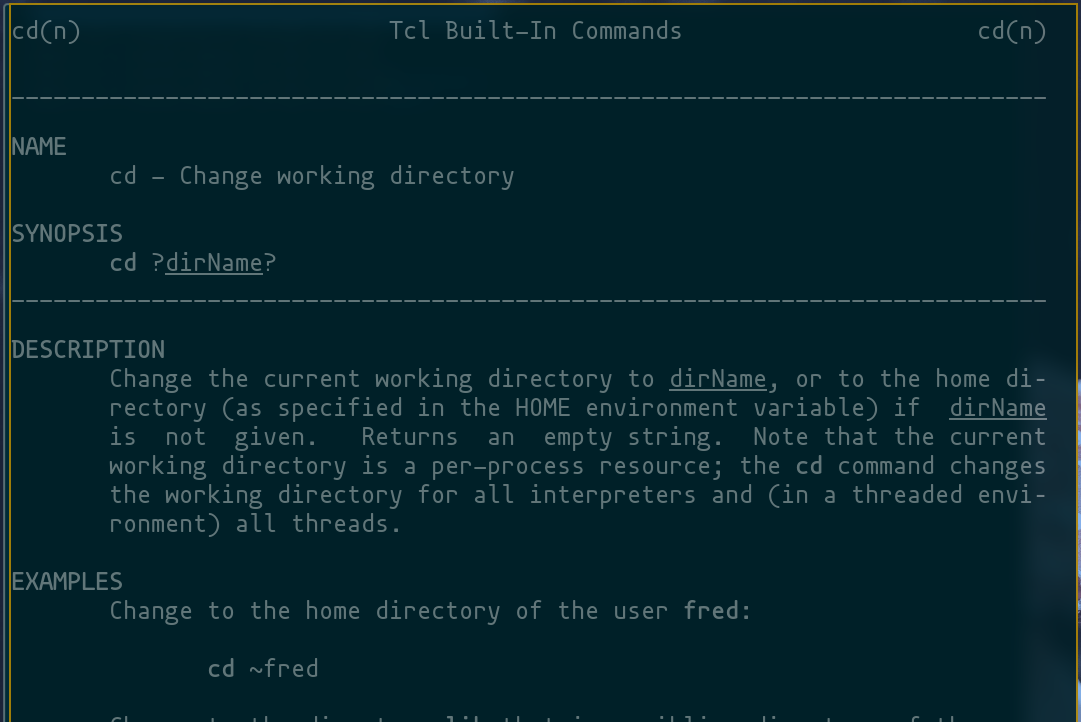 cd(n) Tcl Built-In Commands cd(n)
NAME
cd - Change working directory
SYNOPSIS
cd ?dirName?
DESCRIPTION
Change the current working directory to dirName, or to the home di-
rectory (as specified in the HOME environment variable) if dirName
is not given. Returns an empty string. Note that the current
working directory is a per-process resource; the cd command changes
the working directory for all interpreters and (in a threaded envi-
ronment) all threads.
EXAMPLES
Change to the home directory of the user fred:
cd ~fred